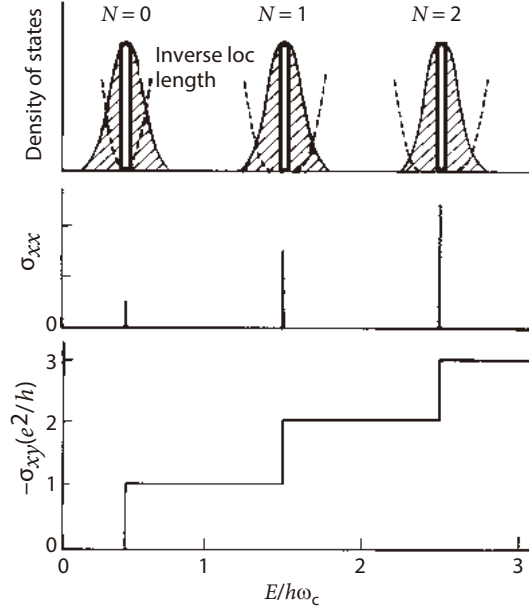 N = 0
N = 1
N = 2
Density of states
Inverse loc
length
σxx
0
−σxy(e²/h)
3
2
1
0
0
1
2
3
E/hωc